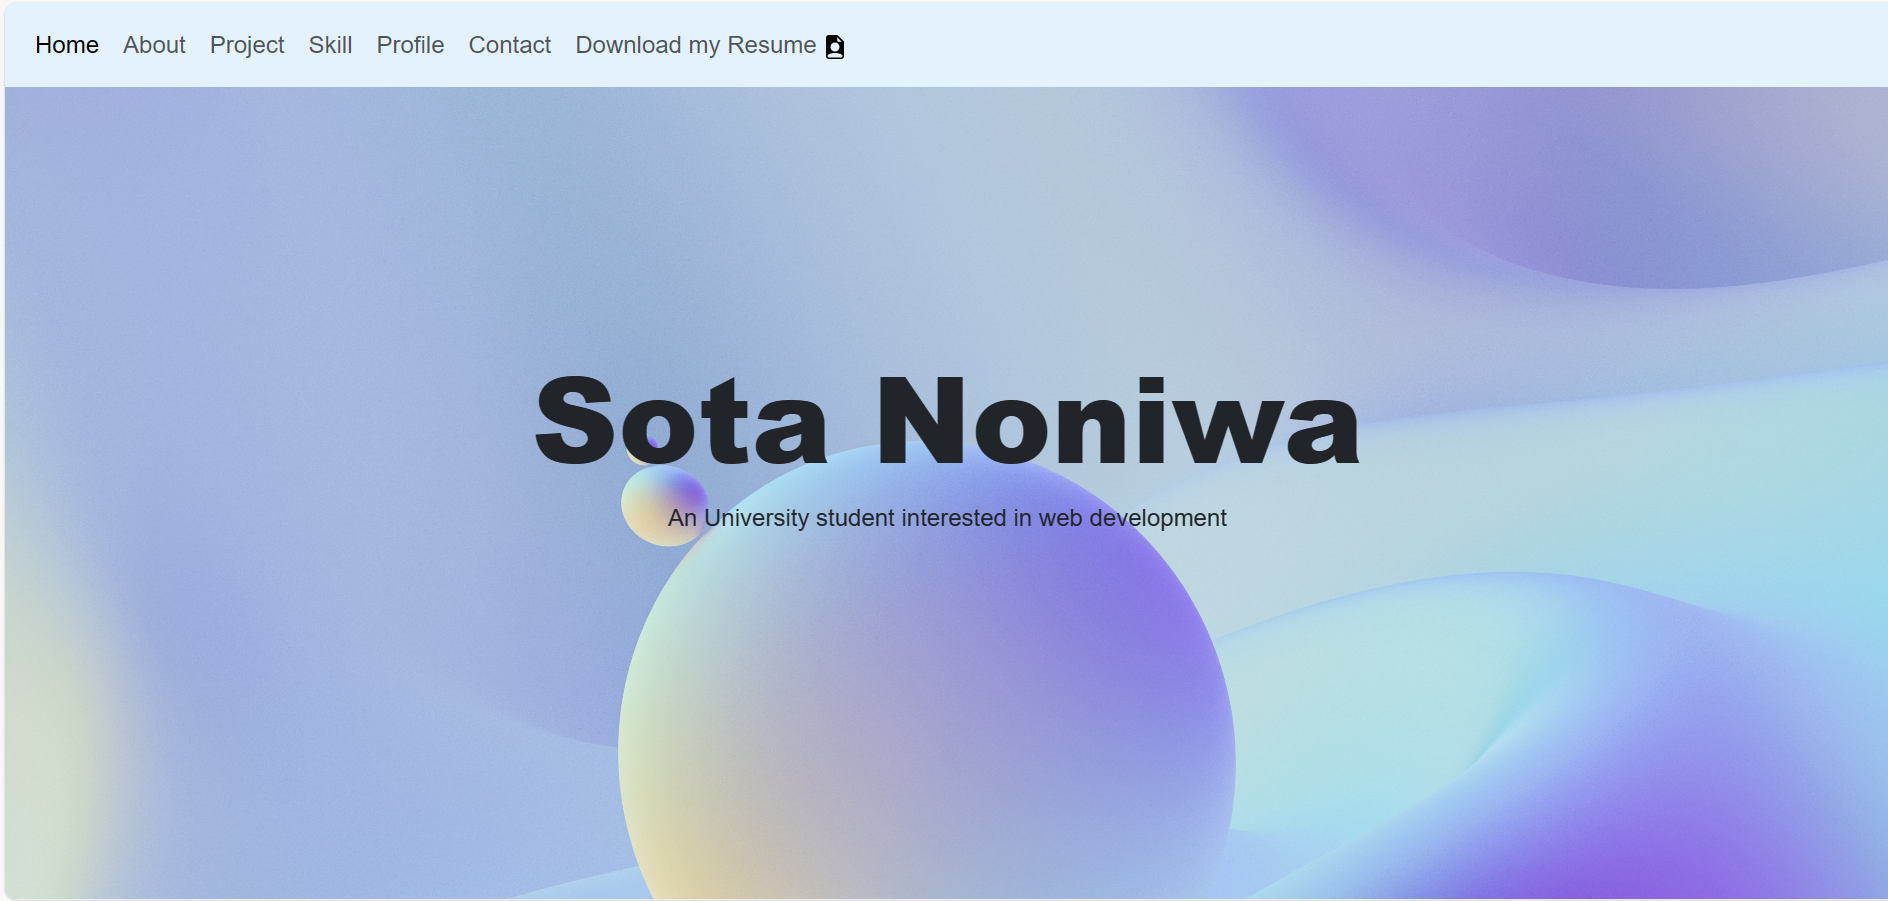 Home About Project Skill Profile Contact Download my Resume
Sota Noniwa
An University student interested in web development